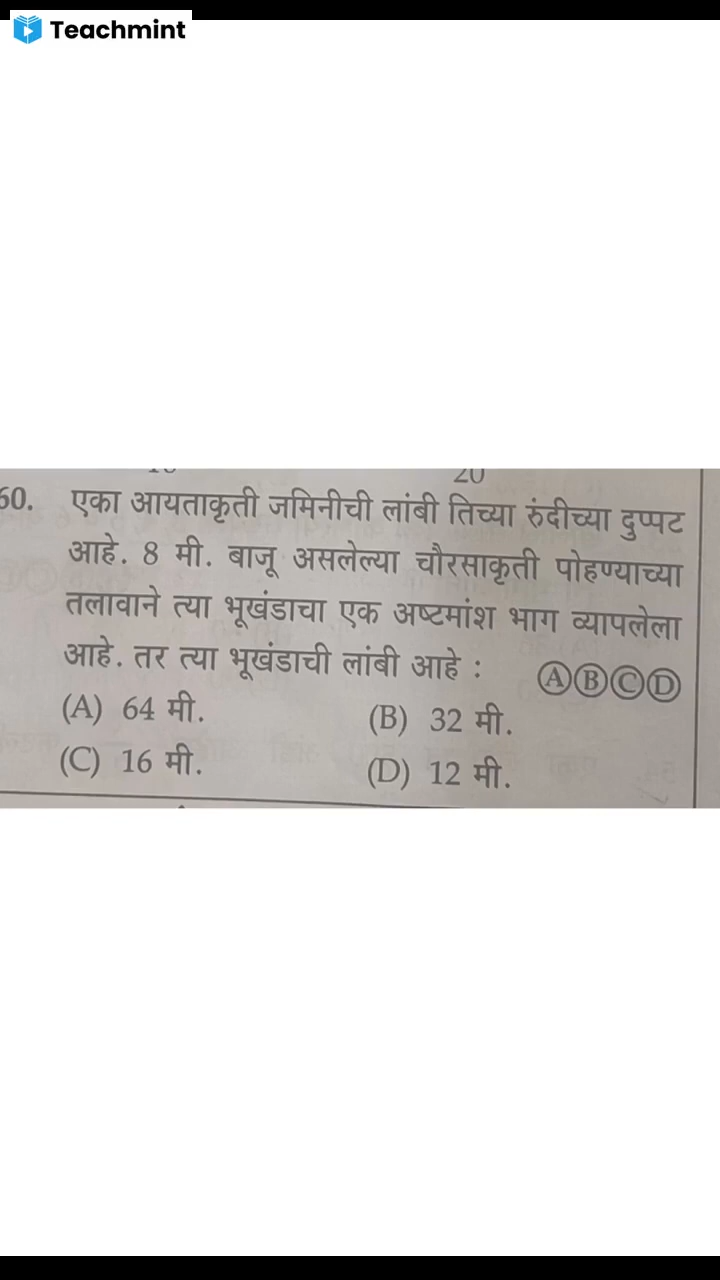 Teachmint
20
60. एका आयताकृती जमिनीची लांबी तिच्या रुंदीच्या दुप्पट
आहे. 8 मी. बाजू असलेल्या चौरसाकृती पोहण्याच्या
तलावाने त्या भूखंडाचा एक अष्टमांश भाग व्यापलेला
आहे. तर त्या भूखंडाची लांबी आहे : Ⓐ Ⓑ Ⓒ Ⓓ
(A) 64 मी. (B) 32 मी.
(C) 16 मी. (D) 12 मी.